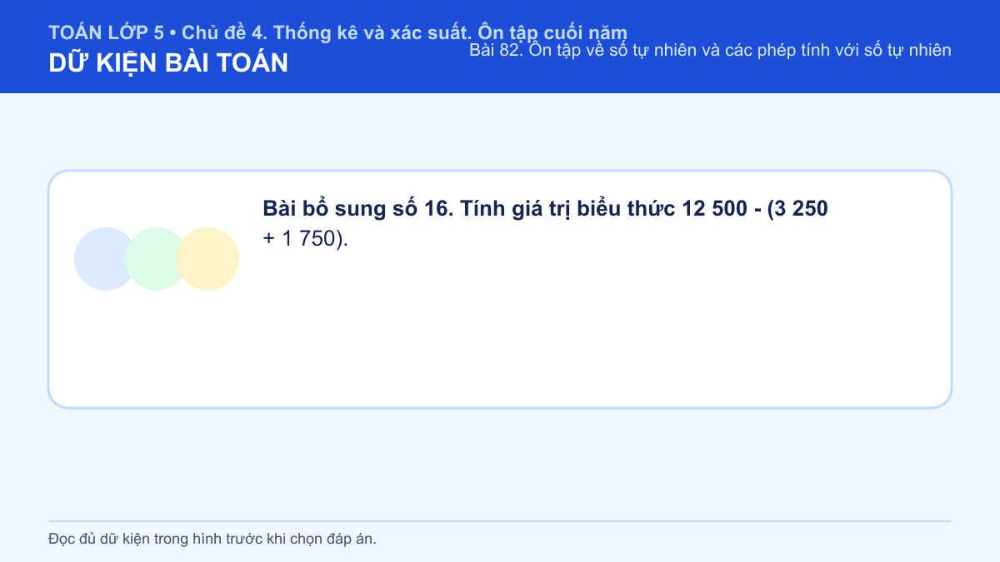 TOÁN LỚP 5 • Chủ đề 4. Thống kê và xác suất. Ôn tập cuối năm
Bài 82. Ôn tập về số tự nhiên và các phép tính với số tự nhiên
DỮ KIỆN BÀI TOÁN
Bài bổ sung số 16. Tính giá trị biểu thức 12 500 - (3 250
+ 1 750).
Đọc đủ dữ kiện trong hình trước khi chọn đáp án.